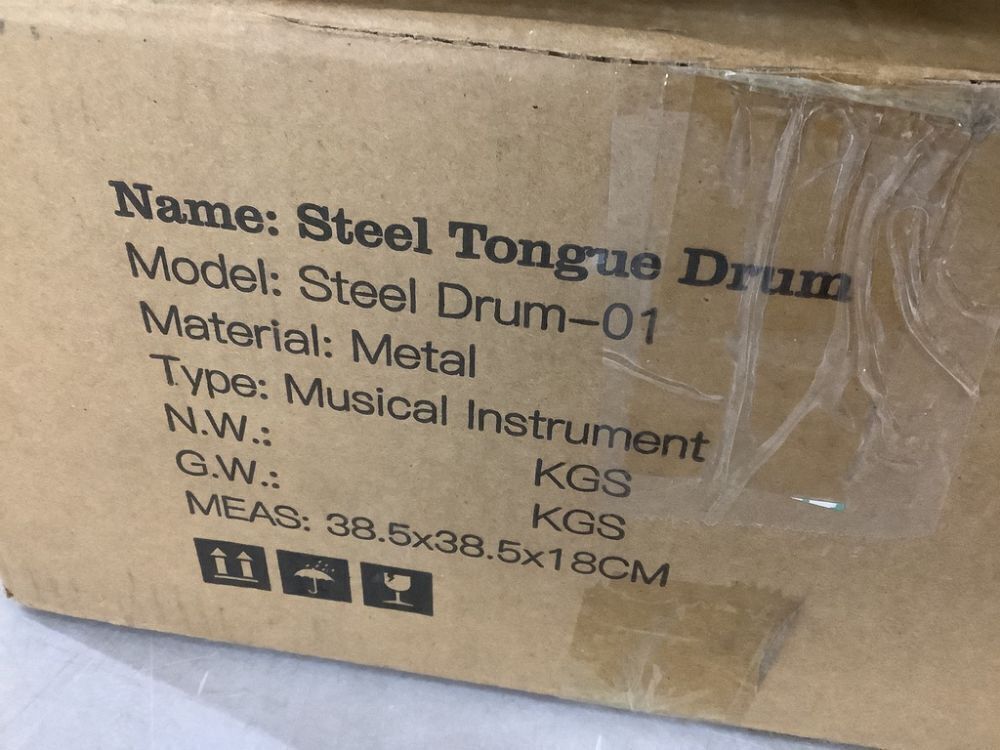 Name: Steel Tongue Drum
Model: Steel Drum-01
Material: Metal
Type: Musical Instrument
N.W.: KGS
G.W.: KGS
MEAS: 38.5x38.5x18CM